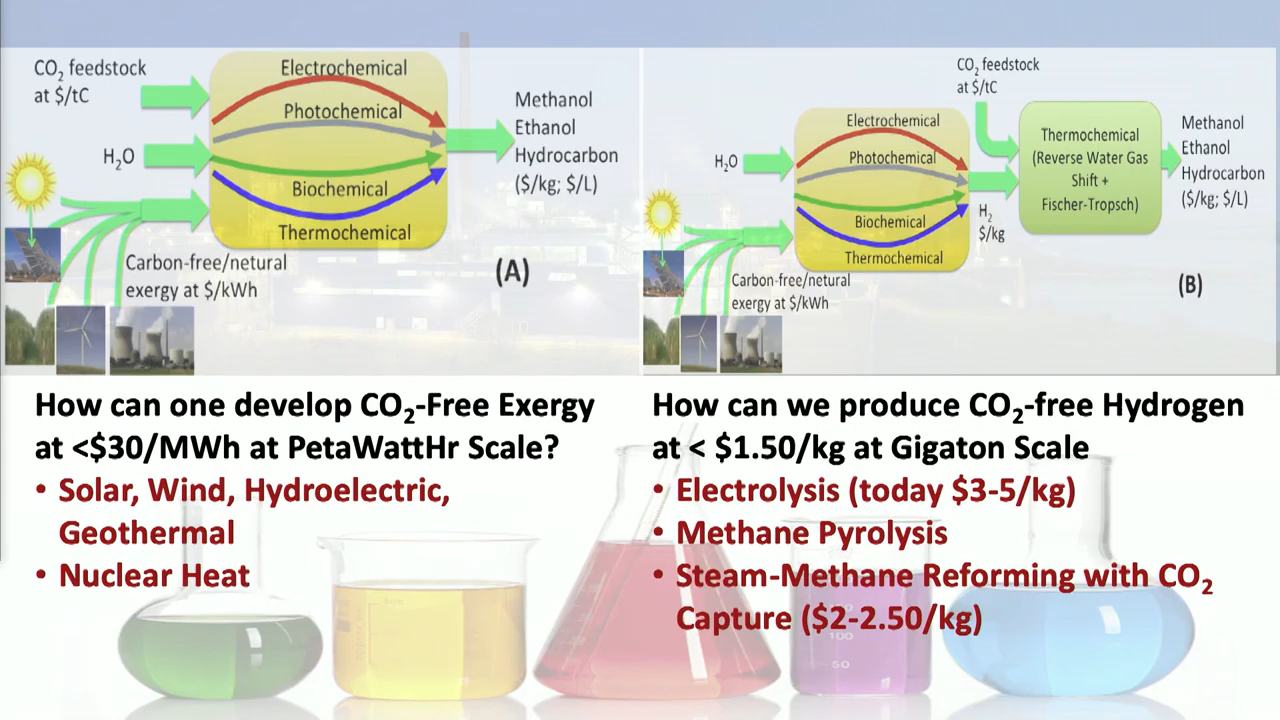 CO₂ feedstock
at $/tC
H₂O
Electrochemical
Photochemical
Biochemical
Thermochemical
Methanol
Ethanol
Hydrocarbon
($/kg; $/L)
Carbon-free/netural
exergy at $/kWh
(A)
CO₂ feedstock
at $/tC
H₂O
Electrochemical
Photochemical
Biochemical
Thermochemical
H₂
$/kg
Thermochemical
(Reverse Water Gas
Shift +
Fischer-Tropsch)
Methanol
Ethanol
Hydrocarbon
($/kg; $/L)
Carbon-free/netural
exergy at $/kWh
(B)
How can one develop CO₂-Free Exergy
at <$30/MWh at PetaWattHr Scale?
• Solar, Wind, Hydroelectric,
Geothermal
• Nuclear Heat
How can we produce CO₂-free Hydrogen
at < $1.50/kg at Gigaton Scale
• Electrolysis (today $3-5/kg)
• Methane Pyrolysis
• Steam-Methane Reforming with CO₂
Capture ($2-2.50/kg)
100
50